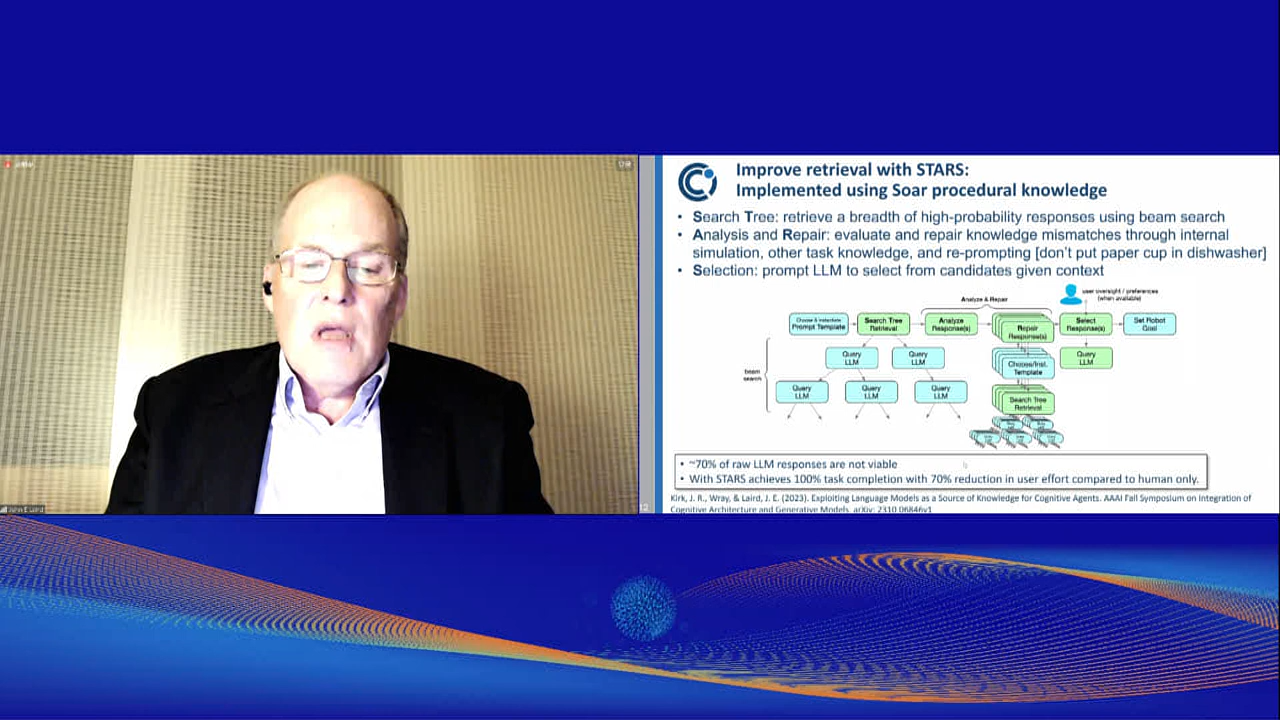 John E Laird
Improve retrieval with STARS:
Implemented using Soar procedural knowledge
• Search Tree: retrieve a breadth of high-probability responses using beam search
• Analysis and Repair: evaluate and repair knowledge mismatches through internal
simulation, other task knowledge, and re-prompting [don't put paper cup in dishwasher]
• Selection: prompt LLM to select from candidates given context
user oversight / preferences
(when available)
Analyze & Repair
Choose & Instantiate
Prompt Template
Search Tree
Retrieval
Analyze
Response(s)
Repair
Response(s)
Select
Response(s)
Set Robot
Goal
Query
LLM
Query
LLM
Choose/Inst.
Template
Query
LLM
beam
search
Query
LLM
Query
LLM
Query
LLM
Search Tree
Retrieval
• ~70% of raw LLM responses are not viable
• With STARS achieves 100% task completion with 70% reduction in user effort compared to human only.
Kirk, J. R., Wray, & Laird, J. E. (2023). Exploiting Language Models as a Source of Knowledge for Cognitive Agents. AAAI Fall Symposium on Integration of
Cognitive Architecture and Generative Models. arXiv: 2310.06846v1